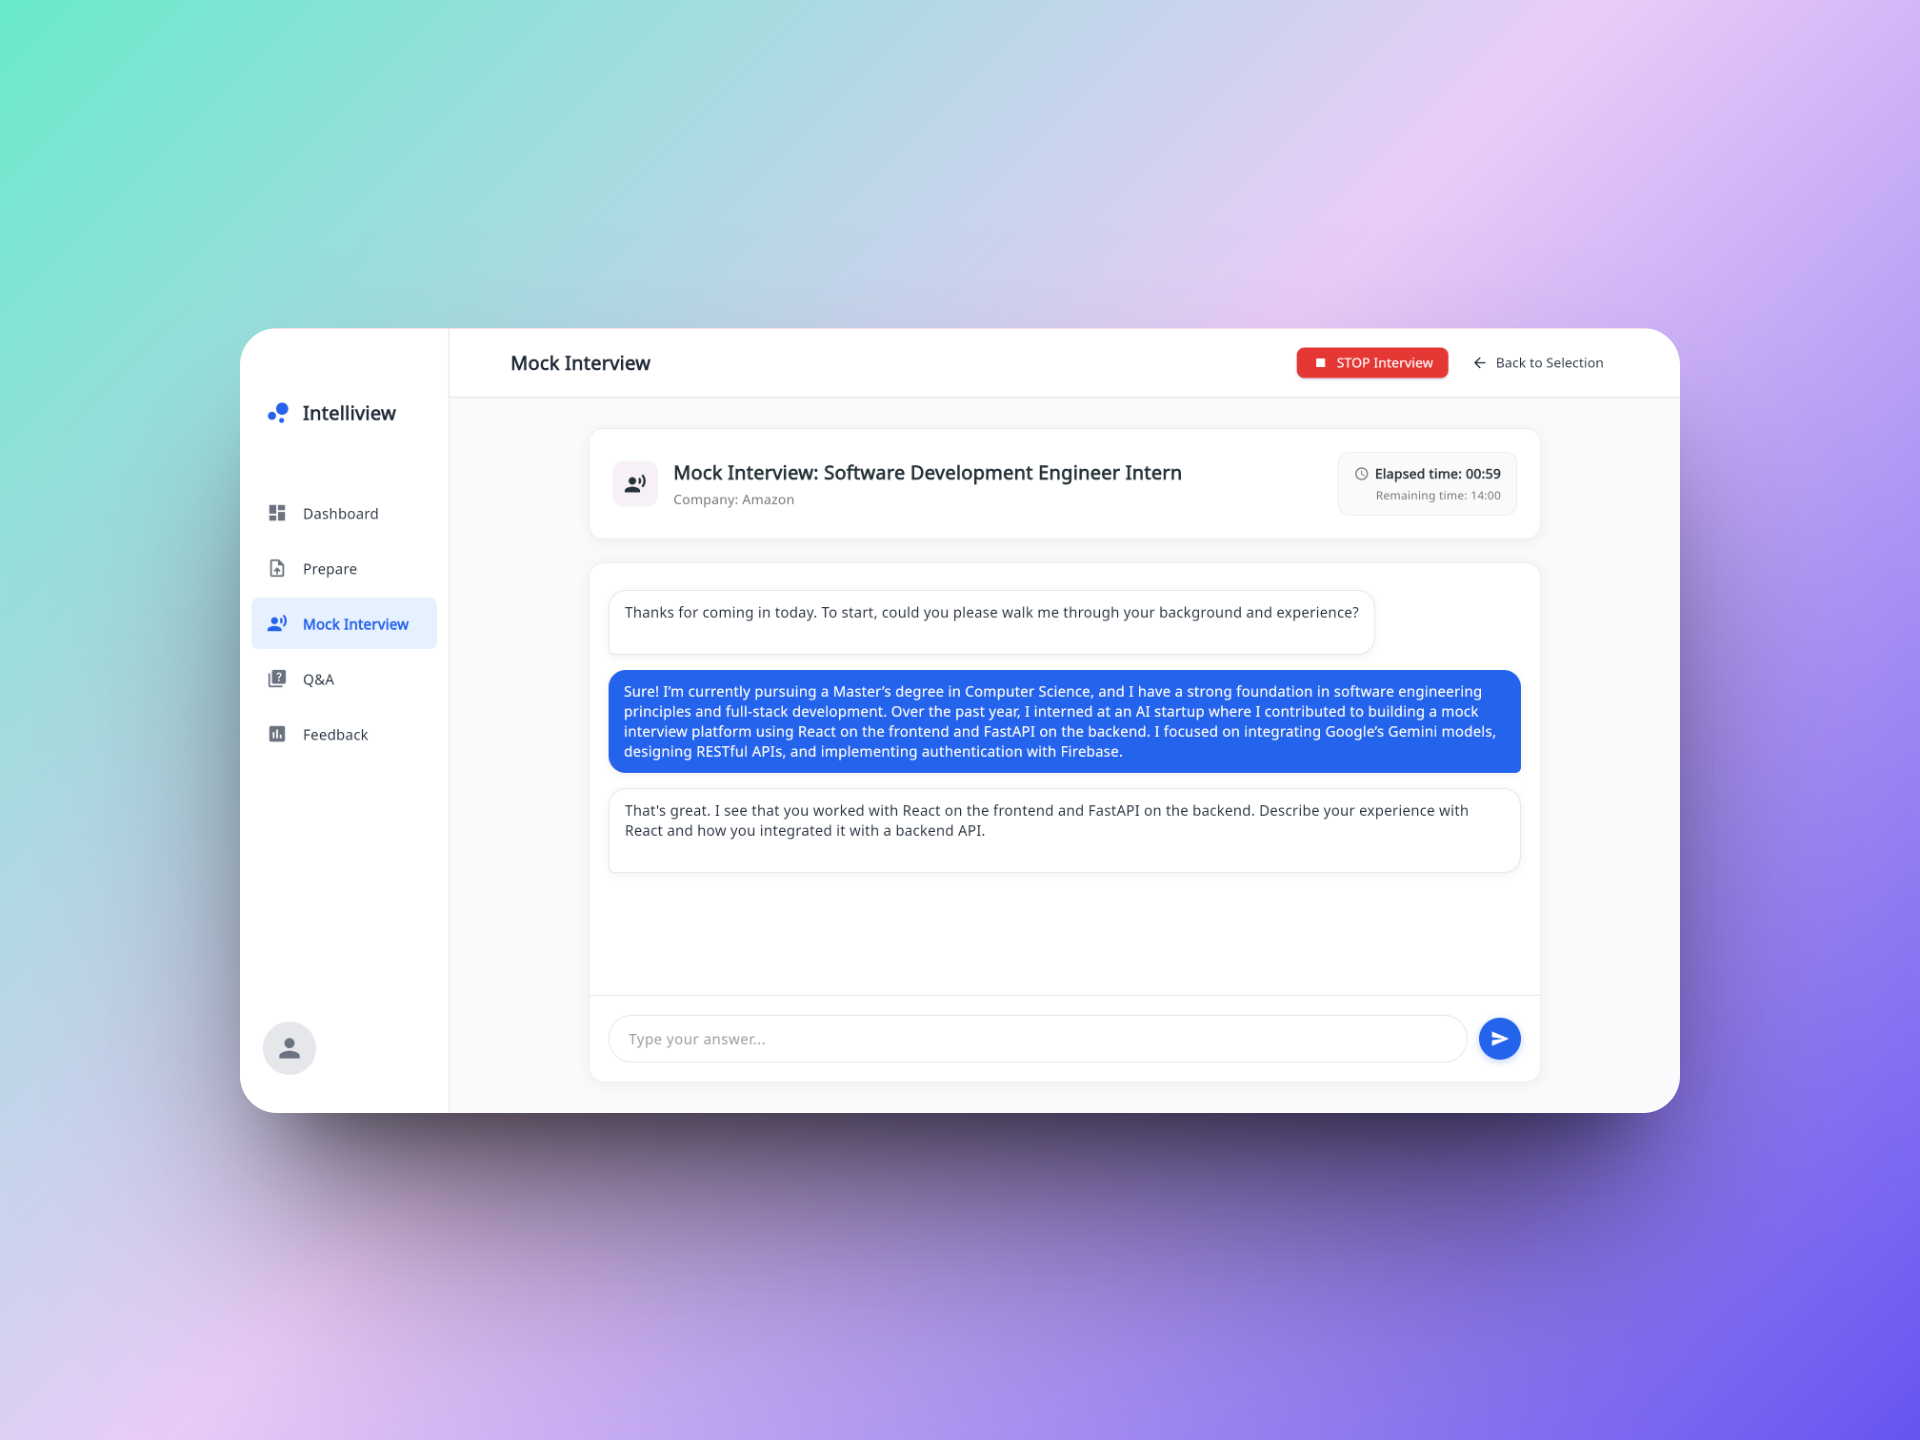 Intelliview
Dashboard
Prepare
Mock Interview
Q&A
Feedback
Mock Interview
STOP Interview
Back to Selection
Mock Interview: Software Development Engineer Intern
Company: Amazon
Elapsed time: 00:59
Remaining time: 14:00
Thanks for coming in today. To start, could you please walk me through your background and experience?
Sure! I’m currently pursuing a Master’s degree in Computer Science, and I have a strong foundation in software engineering
principles and full-stack development. Over the past year, I interned at an AI startup where I contributed to building a mock
interview platform using React on the frontend and FastAPI on the backend. I focused on integrating Google’s Gemini models,
designing RESTful APIs, and implementing authentication with Firebase.
That's great. I see that you worked with React on the frontend and FastAPI on the backend. Describe your experience with
React and how you integrated it with a backend API.
Type your answer...